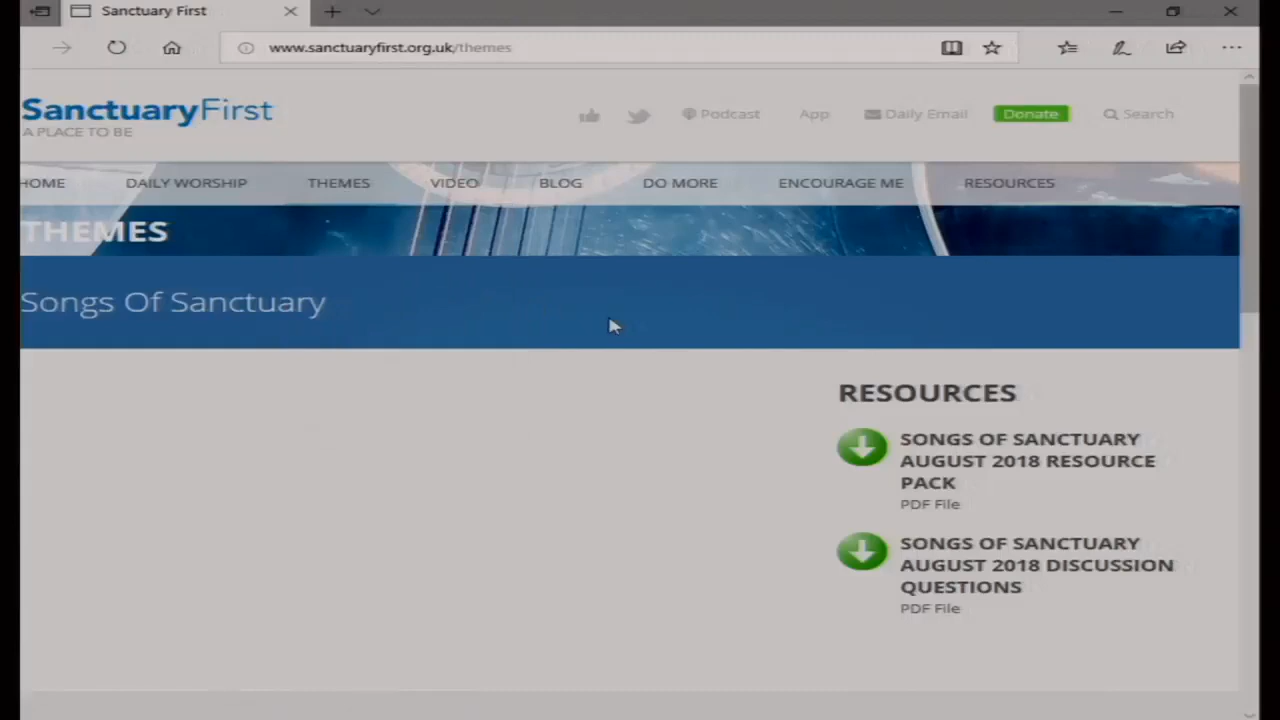 Sanctuary First
www.sanctuaryfirst.org.uk/themes
SanctuaryFirst
A PLACE TO BE
Podcast
App
Daily Email
Donate
Search
HOME
DAILY WORSHIP
THEMES
VIDEO
BLOG
DO MORE
ENCOURAGE ME
RESOURCES
THEMES
Songs Of Sanctuary
RESOURCES
SONGS OF SANCTUARY
AUGUST 2018 RESOURCE
PACK
PDF File
SONGS OF SANCTUARY
AUGUST 2018 DISCUSSION
QUESTIONS
PDF File